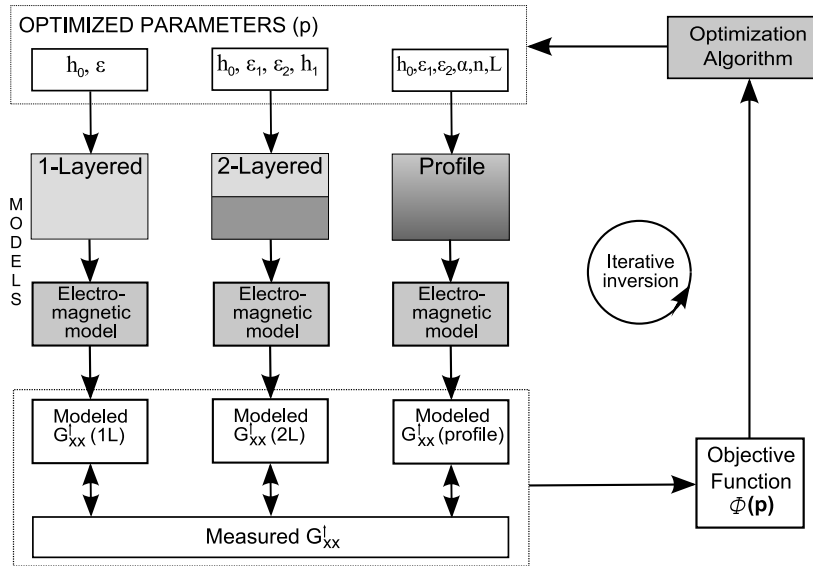 OPTIMIZED PARAMETERS (p)
h₀, ε
h₀, ε₁, ε₂, h₁
h₀,ε₁,ε₂,α,n,L
Optimization
Algorithm
MODELS
1-Layered
2-Layered
Profile
Iterative
inversion
Electro-
magnetic
model
Electro-
magnetic
model
Electro-
magnetic
model
Modeled
G↑xx (1L)
Modeled
G↑xx (2L)
Modeled
G↑xx (profile)
Measured G↑xx
Objective
Function
Φ(p)